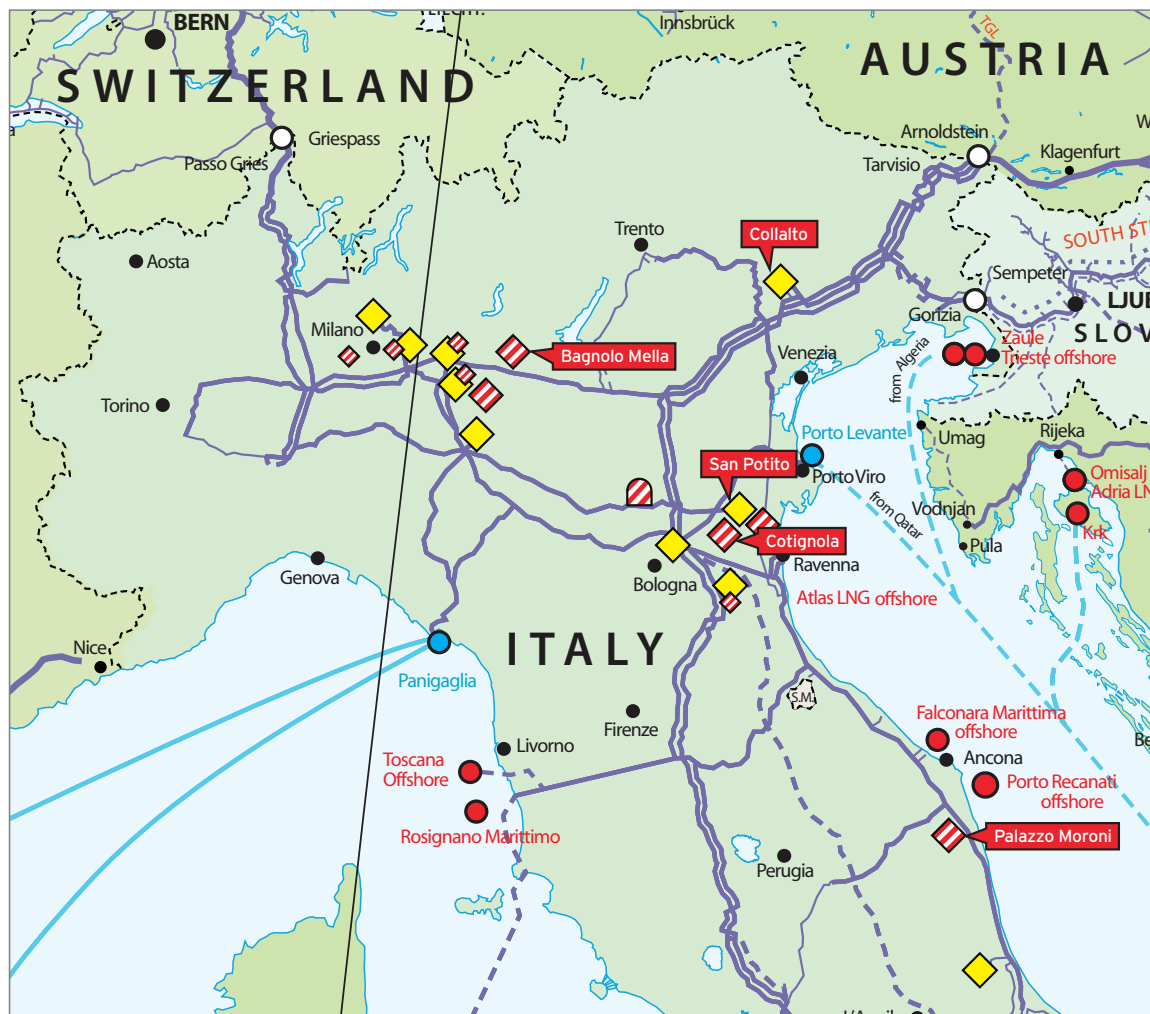 Innsbrück
BERN
TGL
AUSTRIA
SWITZERLAND
Arnoldstein
Griespass
Klagenfurt
Passo Gries
Tarvisio
Trento
Collalto
SOUTH ST
Aosta
Sempeter
LJUB
Gorizia
Milano
SLOV
Zaule
Trieste offshore
Venezia
Bagnolo Mella
from Algeria
Torino
Porto Levante
Umag
Rijeka
San Potito
Porto Viro
Omisalj
Adria LN
from Qatar
Vodnjan
Krk
Cotignola
Pula
Ravenna
Genova
Bologna
Atlas LNG offshore
Nice
ITALY
Panigaglia
S.M.
Firenze
Falconara Marittima
offshore
Livorno
Ancona
Toscana
Offshore
Porto Recanati
offshore
Rosignano Marittimo
Palazzo Moroni
Perugia